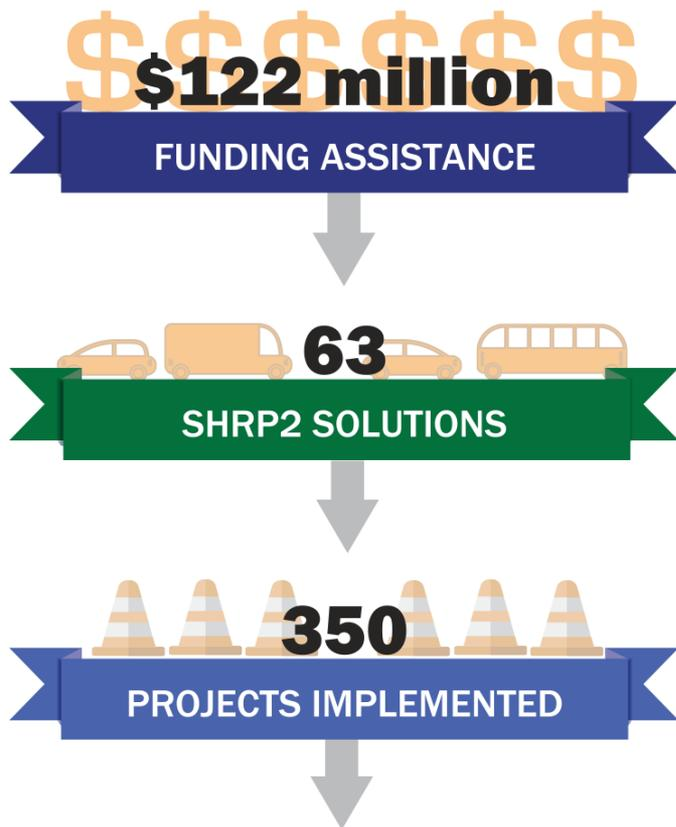 $122 million
FUNDING ASSISTANCE
63
SHRP2 SOLUTIONS
350
PROJECTS IMPLEMENTED